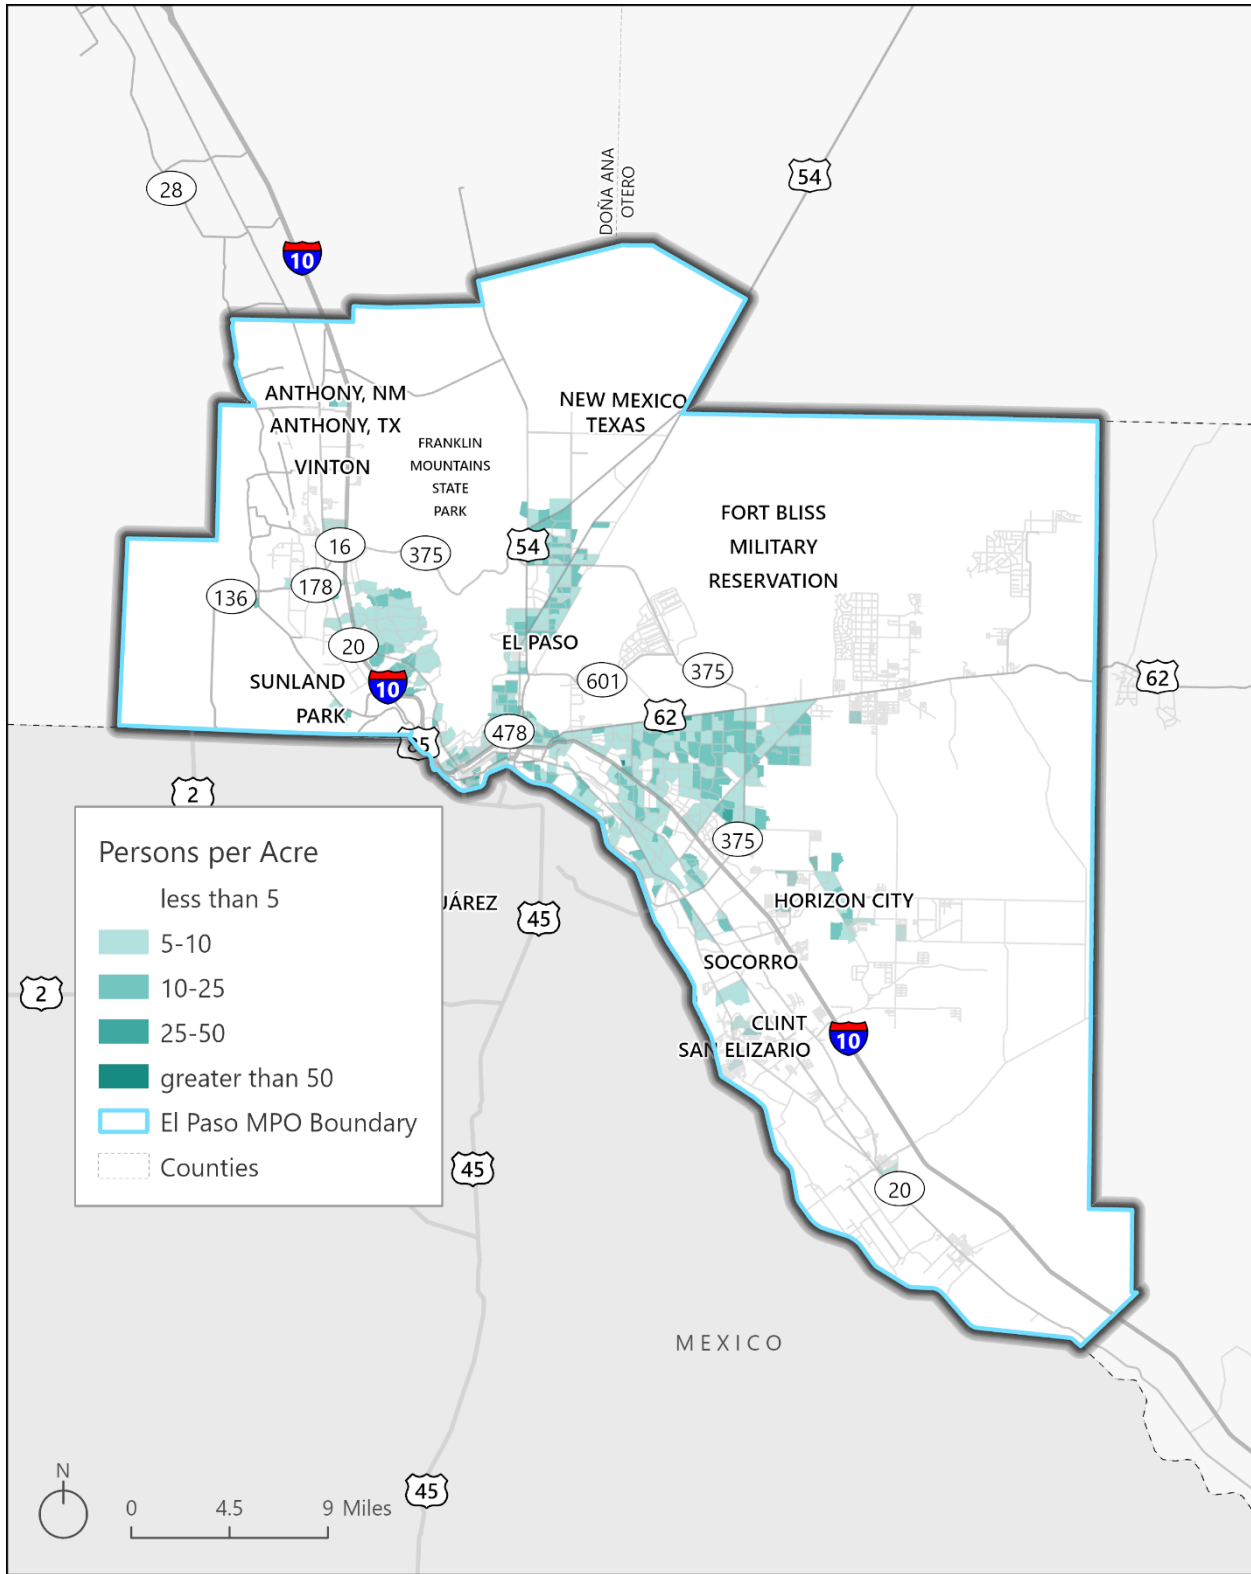 28
54
DOÑA ANA
OTERO
10
ANTHONY, NM
ANTHONY, TX
VINTON
NEW MEXICO
TEXAS
FRANKLIN
MOUNTAINS
STATE
PARK
FORT BLISS
MILITARY
RESERVATION
54
16
375
178
136
20
EL PASO
375
601
62
SUNLAND
PARK
10
62
478
85
2
375
HORIZON CITY
UÁREZ
45
SOCORRO
2
CLINT
SAN ELIZARIO
10
Persons per Acre
less than 5
5-10
10-25
25-50
greater than 50
El Paso MPO Boundary
Counties
45
20
MEXICO
45
N
0 4.5 9 Miles